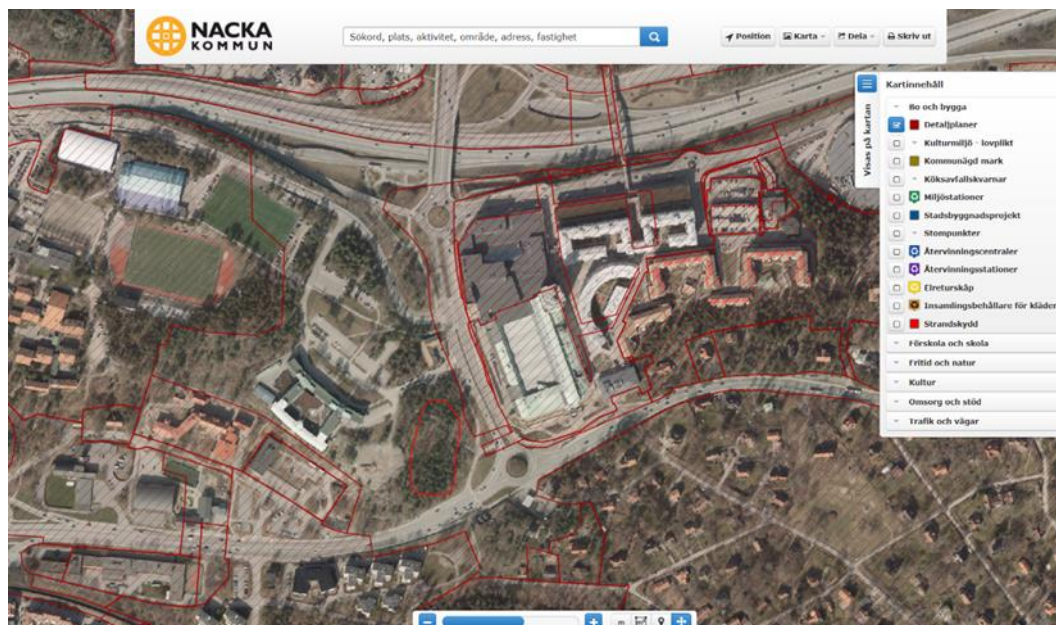 NACKA
KOMMUN
Sökord, plats, aktivitet, område, adress, fastighet
Position
Karta
Dela
Skriv ut
Visas på kartan
Kartinnehåll
Bo och bygga
Detaljplaner
Kulturmiljö - lovplikt
Kommunägd mark
Köksavfallskvarnar
Miljöstationer
Stadsbyggnadsprojekt
Stompunkter
Återvinningscentraler
Återvinningsstationer
Elreturskåp
Insamlingsbehållare för kläder
Strandskydd
Förskola och skola
Fritid och natur
Kultur
Omsorg och stöd
Trafik och vägar
m